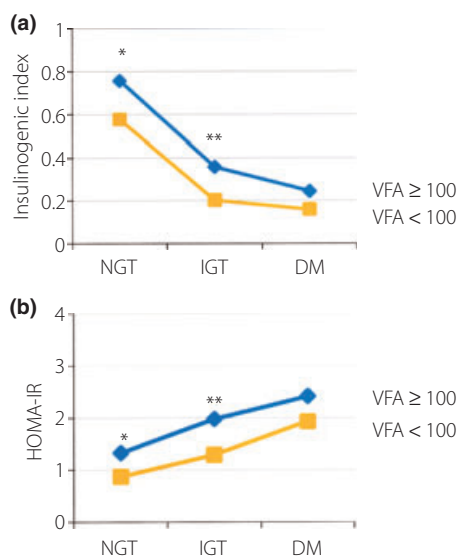 (a)
1
0.8
0.6
0.4
0.2
0
Insulinogenic index
*
**
NGT IGT DM
VFA ≥ 100
VFA < 100
(b)
4
3
2
1
0
HOMA-IR
*
**
NGT IGT DM
VFA ≥ 100
VFA < 100